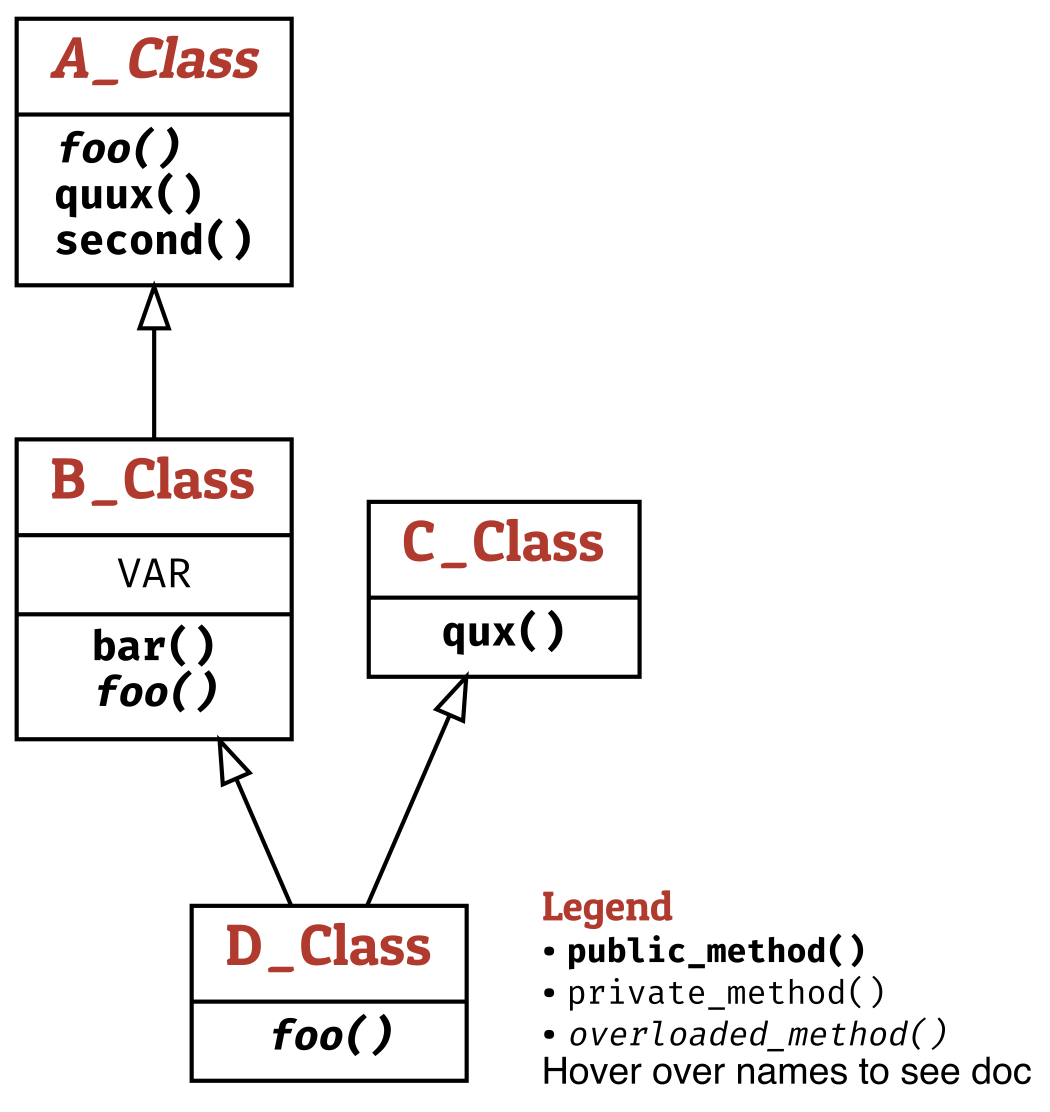 A_Class
foo()
quux()
second()
B_Class
VAR
bar()
foo()
C_Class
qux()
D_Class
foo()
Legend
• public_method()
• private_method()
• overloaded_method()
Hover over names to see doc